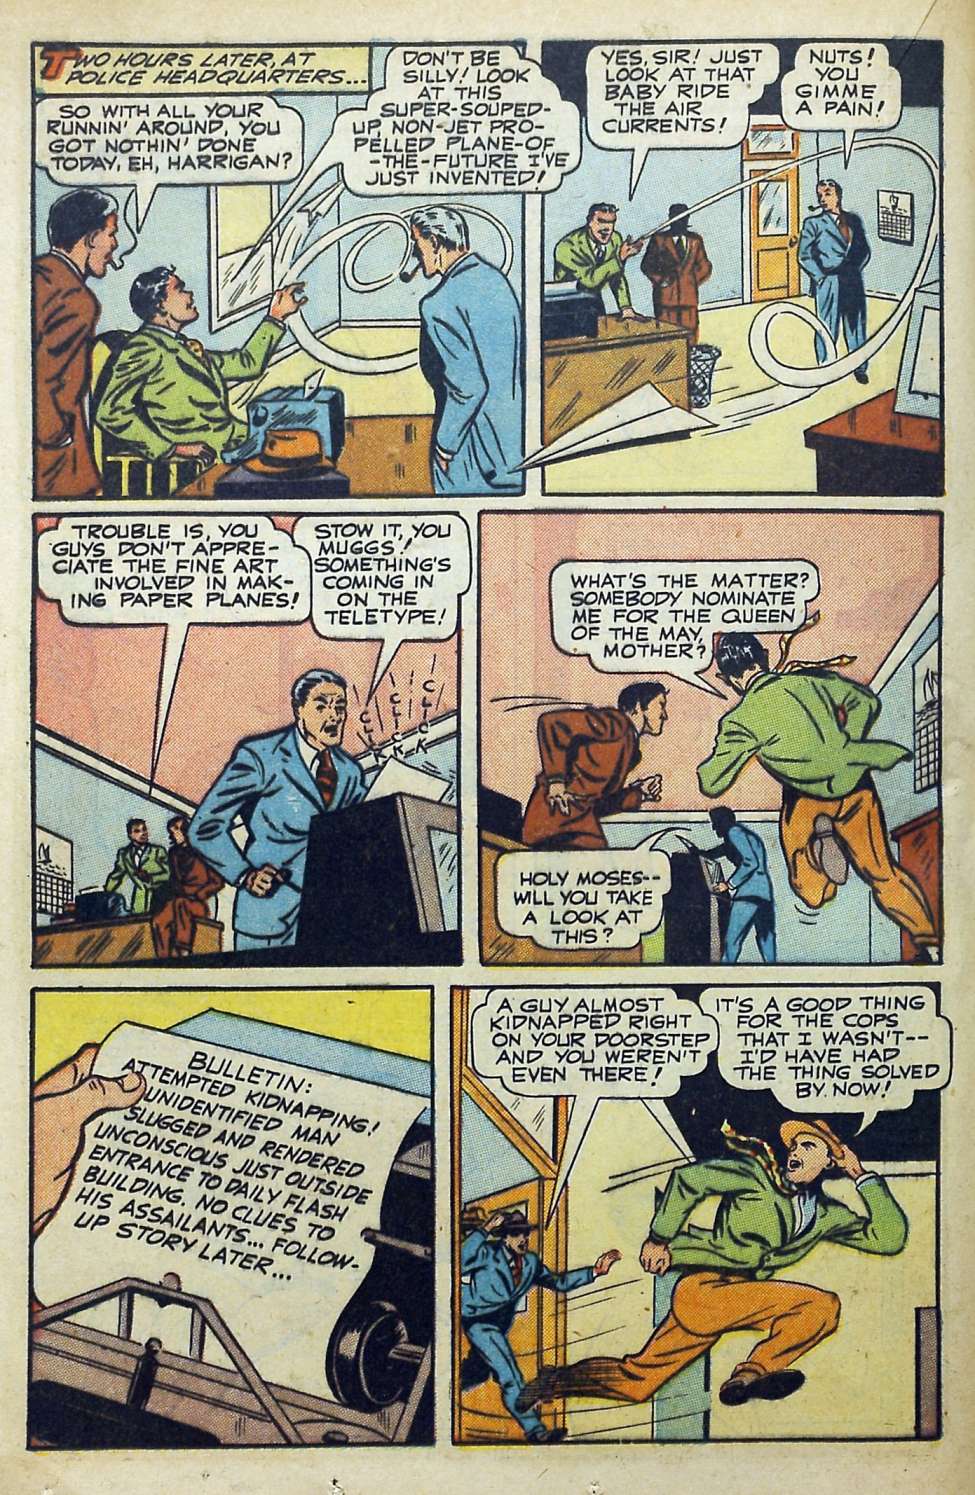 TWO HOURS LATER, AT
POLICE HEADQUARTERS...
SO WITH ALL YOUR
RUNNIN' AROUND, YOU
GOT NOTHIN' DONE
TODAY, EH, HARRIGAN?
DON'T BE
SILLY! LOOK
AT THIS
SUPER-SOUPED-
UP, NON-JET PRO-
PELLED PLANE-OF
-THE-FUTURE I'VE
JUST INVENTED!
YES, SIR! JUST
LOOK AT THAT
BABY RIDE
THE AIR
CURRENTS!
NUTS!
YOU
GIMME
A PAIN!
TROUBLE IS, YOU
GUYS DON'T APPRE-
CIATE THE FINE ART
INVOLVED IN MAK-
ING PAPER PLANES!
STOW IT, YOU
MUGGS!
SOMETHING'S
COMING IN
ON THE
TELETYPE!
CLICK
CLICK
CLICK
WHAT'S THE MATTER?
SOMEBODY NOMINATE
ME FOR THE QUEEN
OF THE MAY,
MOTHER?
HOLY MOSES--
WILL YOU TAKE
A LOOK AT
THIS?
BULLETIN:
ATTEMPTED KIDNAPPING!
UNIDENTIFIED MAN
SLUGGED AND RENDERED
UNCONSCIOUS JUST OUTSIDE
ENTRANCE TO DAILY FLASH
BUILDING. NO CLUES TO
HIS ASSAILANTS... FOLLOW-
UP STORY LATER...
A GUY ALMOST
KIDNAPPED RIGHT
ON YOUR DOORSTEP
AND YOU WEREN'T
EVEN THERE!
IT'S A GOOD THING
FOR THE COPS
THAT I WASN'T--
I'D HAVE HAD
THE THING SOLVED
BY NOW!